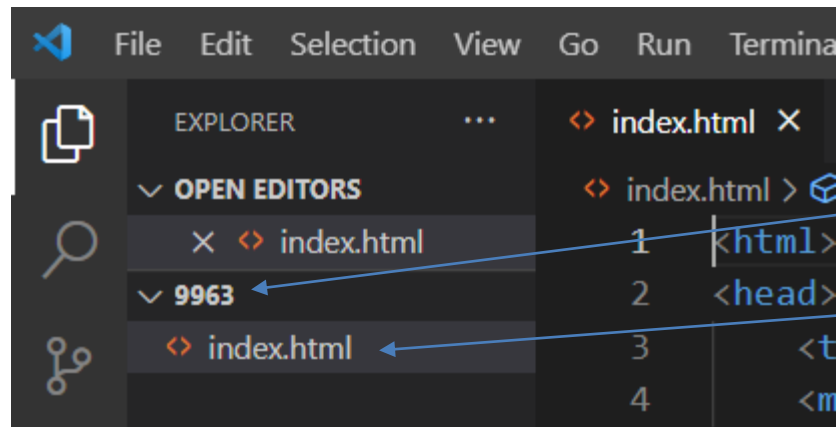 File Edit Selection View Go Run Termina
EXPLORER ...
index.html ×
OPEN EDITORS
index.html >
× index.html
1 <html>
9963
2 <head>
index.html
3 <t
4 <m